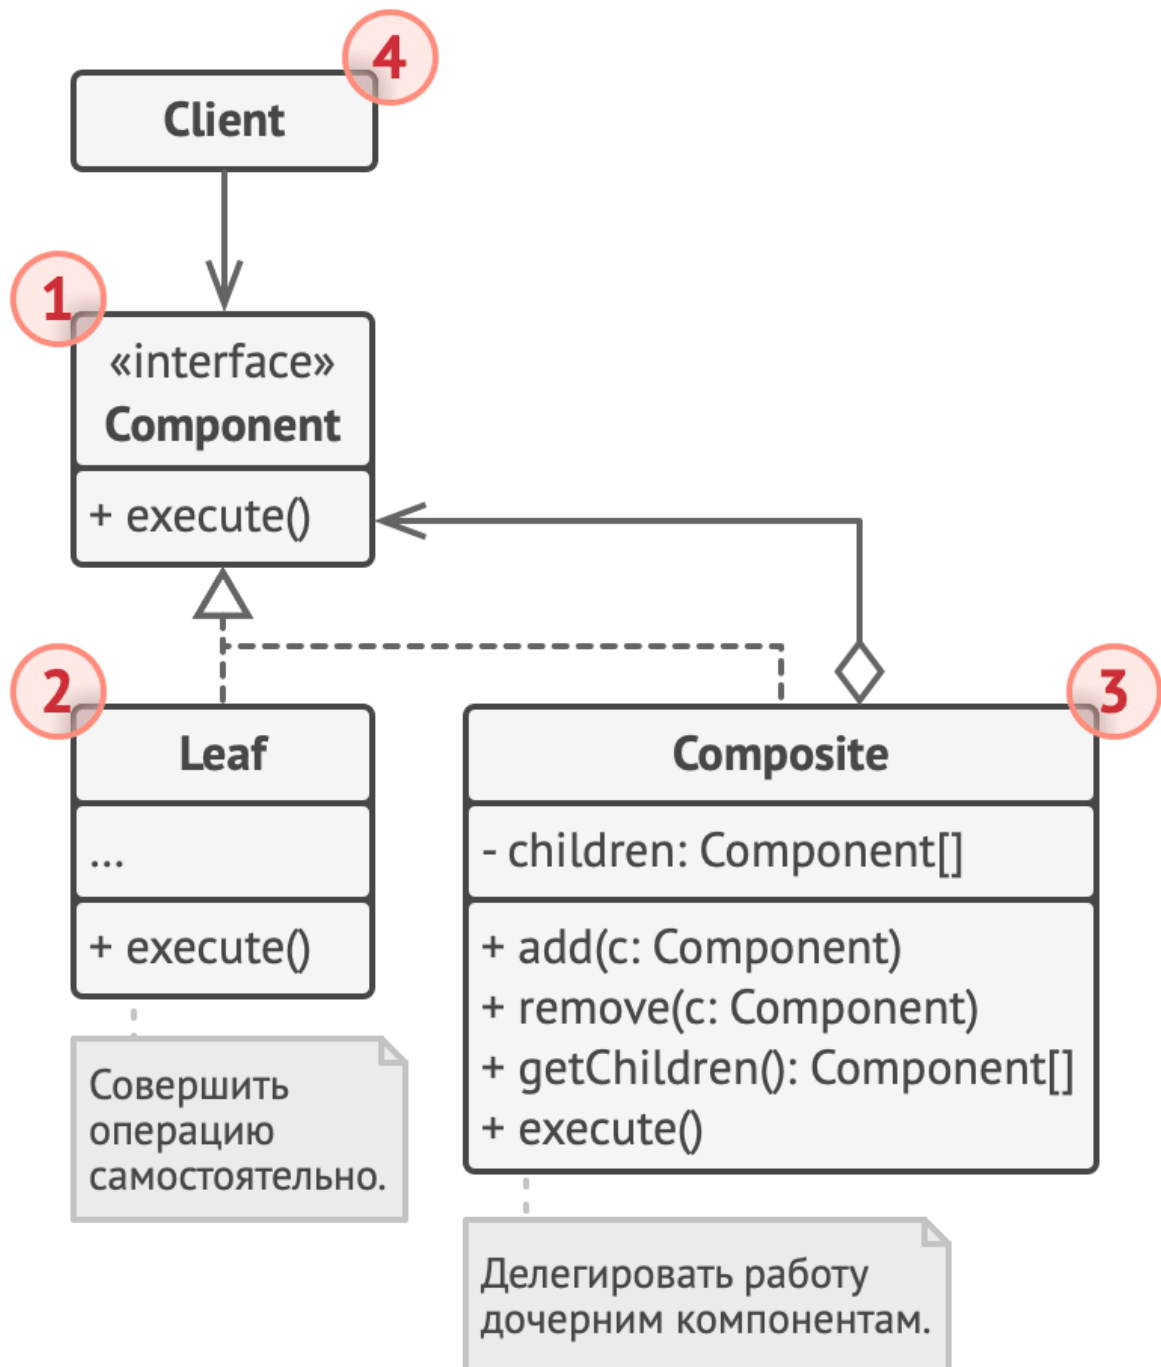 4
Client
1
«interface»
Component
+ execute()
2
Leaf
...
+ execute()
Совершить
операцию
самостоятельно.
3
Composite
- children: Component[]
+ add(c: Component)
+ remove(c: Component)
+ getChildren(): Component[]
+ execute()
Делегировать работу
дочерним компонентам.